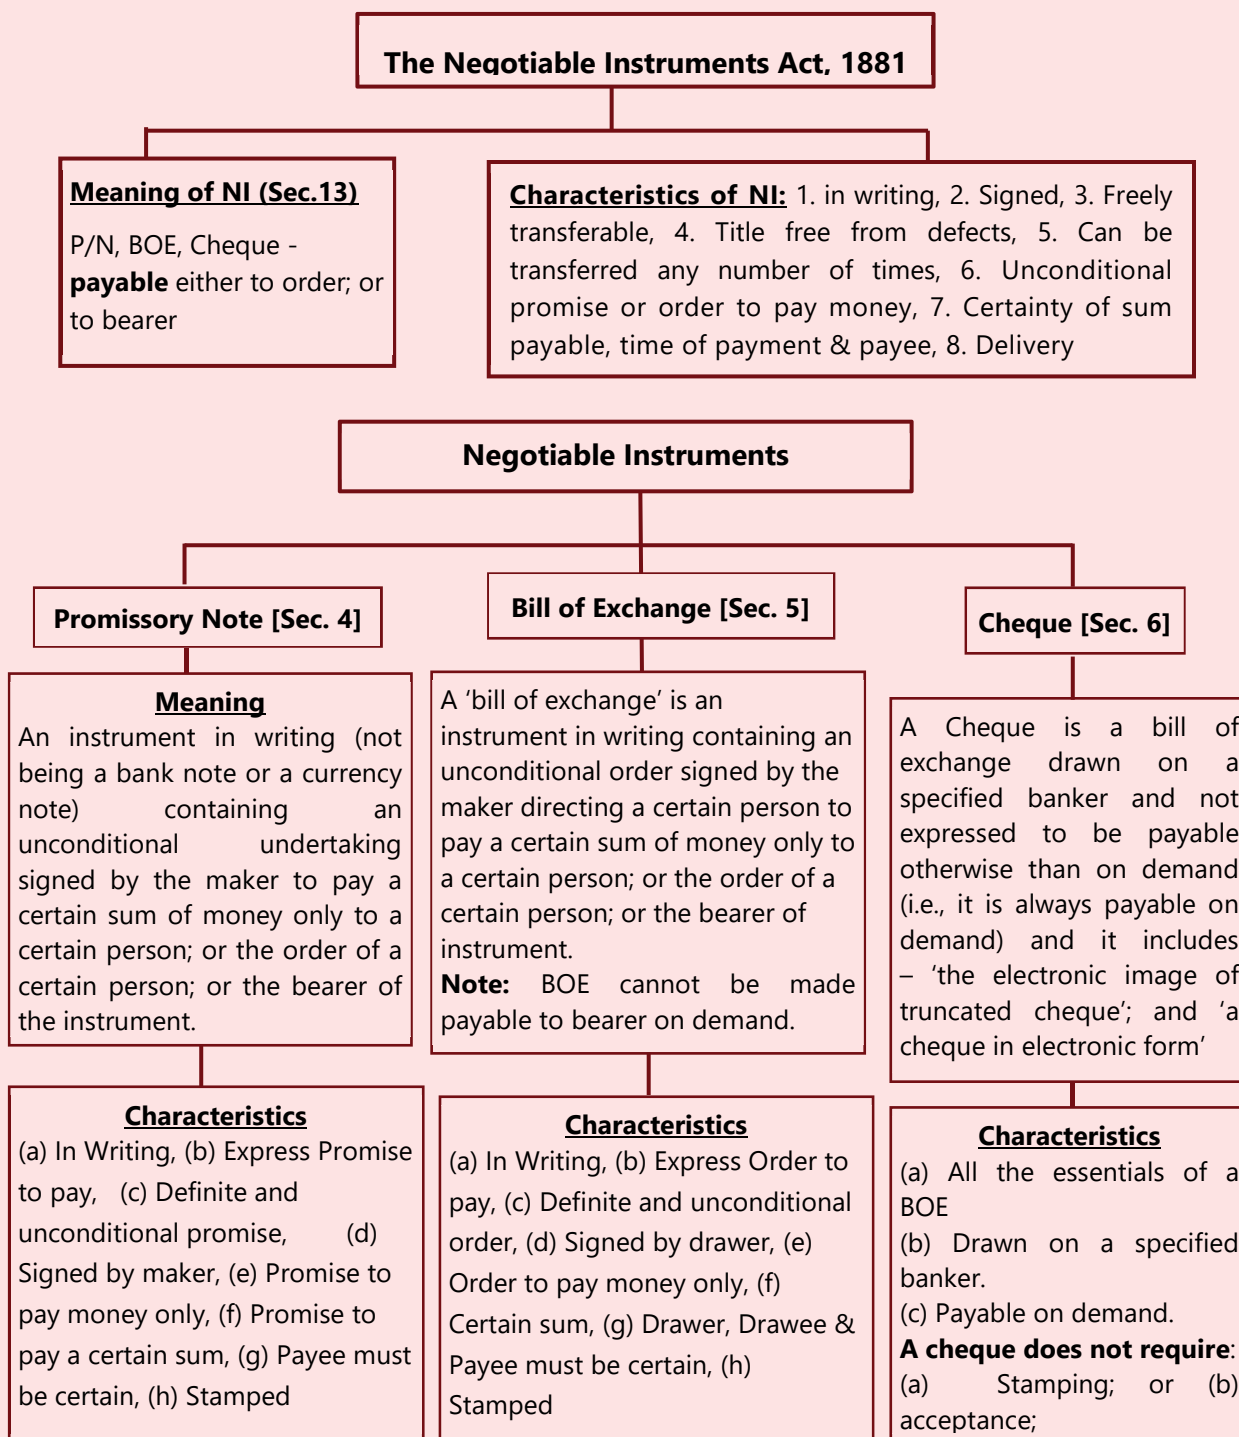 The Negotiable Instruments Act, 1881
Meaning of NI (Sec.13)
P/N, BOE, Cheque -
payable either to order; or
to bearer
Characteristics of NI: 1. in writing, 2. Signed, 3. Freely
transferable, 4. Title free from defects, 5. Can be
transferred any number of times, 6. Unconditional
promise or order to pay money, 7. Certainty of sum
payable, time of payment & payee, 8. Delivery
Negotiable Instruments
Promissory Note [Sec. 4]
Meaning
An instrument in writing (not
being a bank note or a currency
note) containing an
unconditional undertaking
signed by the maker to pay a
certain sum of money only to a
certain person; or the order of a
certain person; or the bearer of
the instrument.
Characteristics
(a) In Writing, (b) Express Promise
to pay, (c) Definite and
unconditional promise, (d)
Signed by maker, (e) Promise to
pay money only, (f) Promise to
pay a certain sum, (g) Payee must
be certain, (h) Stamped
Bill of Exchange [Sec. 5]
A ‘bill of exchange’ is an
instrument in writing containing an
unconditional order signed by the
maker directing a certain person to
pay a certain sum of money only to
a certain person; or the order of a
certain person; or the bearer of
instrument.
Note: BOE cannot be made
payable to bearer on demand.
Characteristics
(a) In Writing, (b) Express Order to
pay, (c) Definite and unconditional
order, (d) Signed by drawer, (e)
Order to pay money only, (f)
Certain sum, (g) Drawer, Drawee &
Payee must be certain, (h)
Stamped
Cheque [Sec. 6]
A Cheque is a bill of
exchange drawn on a
specified banker and not
expressed to be payable
otherwise than on demand
(i.e., it is always payable on
demand) and it includes
– ‘the electronic image of
truncated cheque’; and ‘a
cheque in electronic form’
Characteristics
(a) All the essentials of a
BOE
(b) Drawn on a specified
banker.
(c) Payable on demand.
A cheque does not require:
(a) Stamping; or (b)
acceptance;